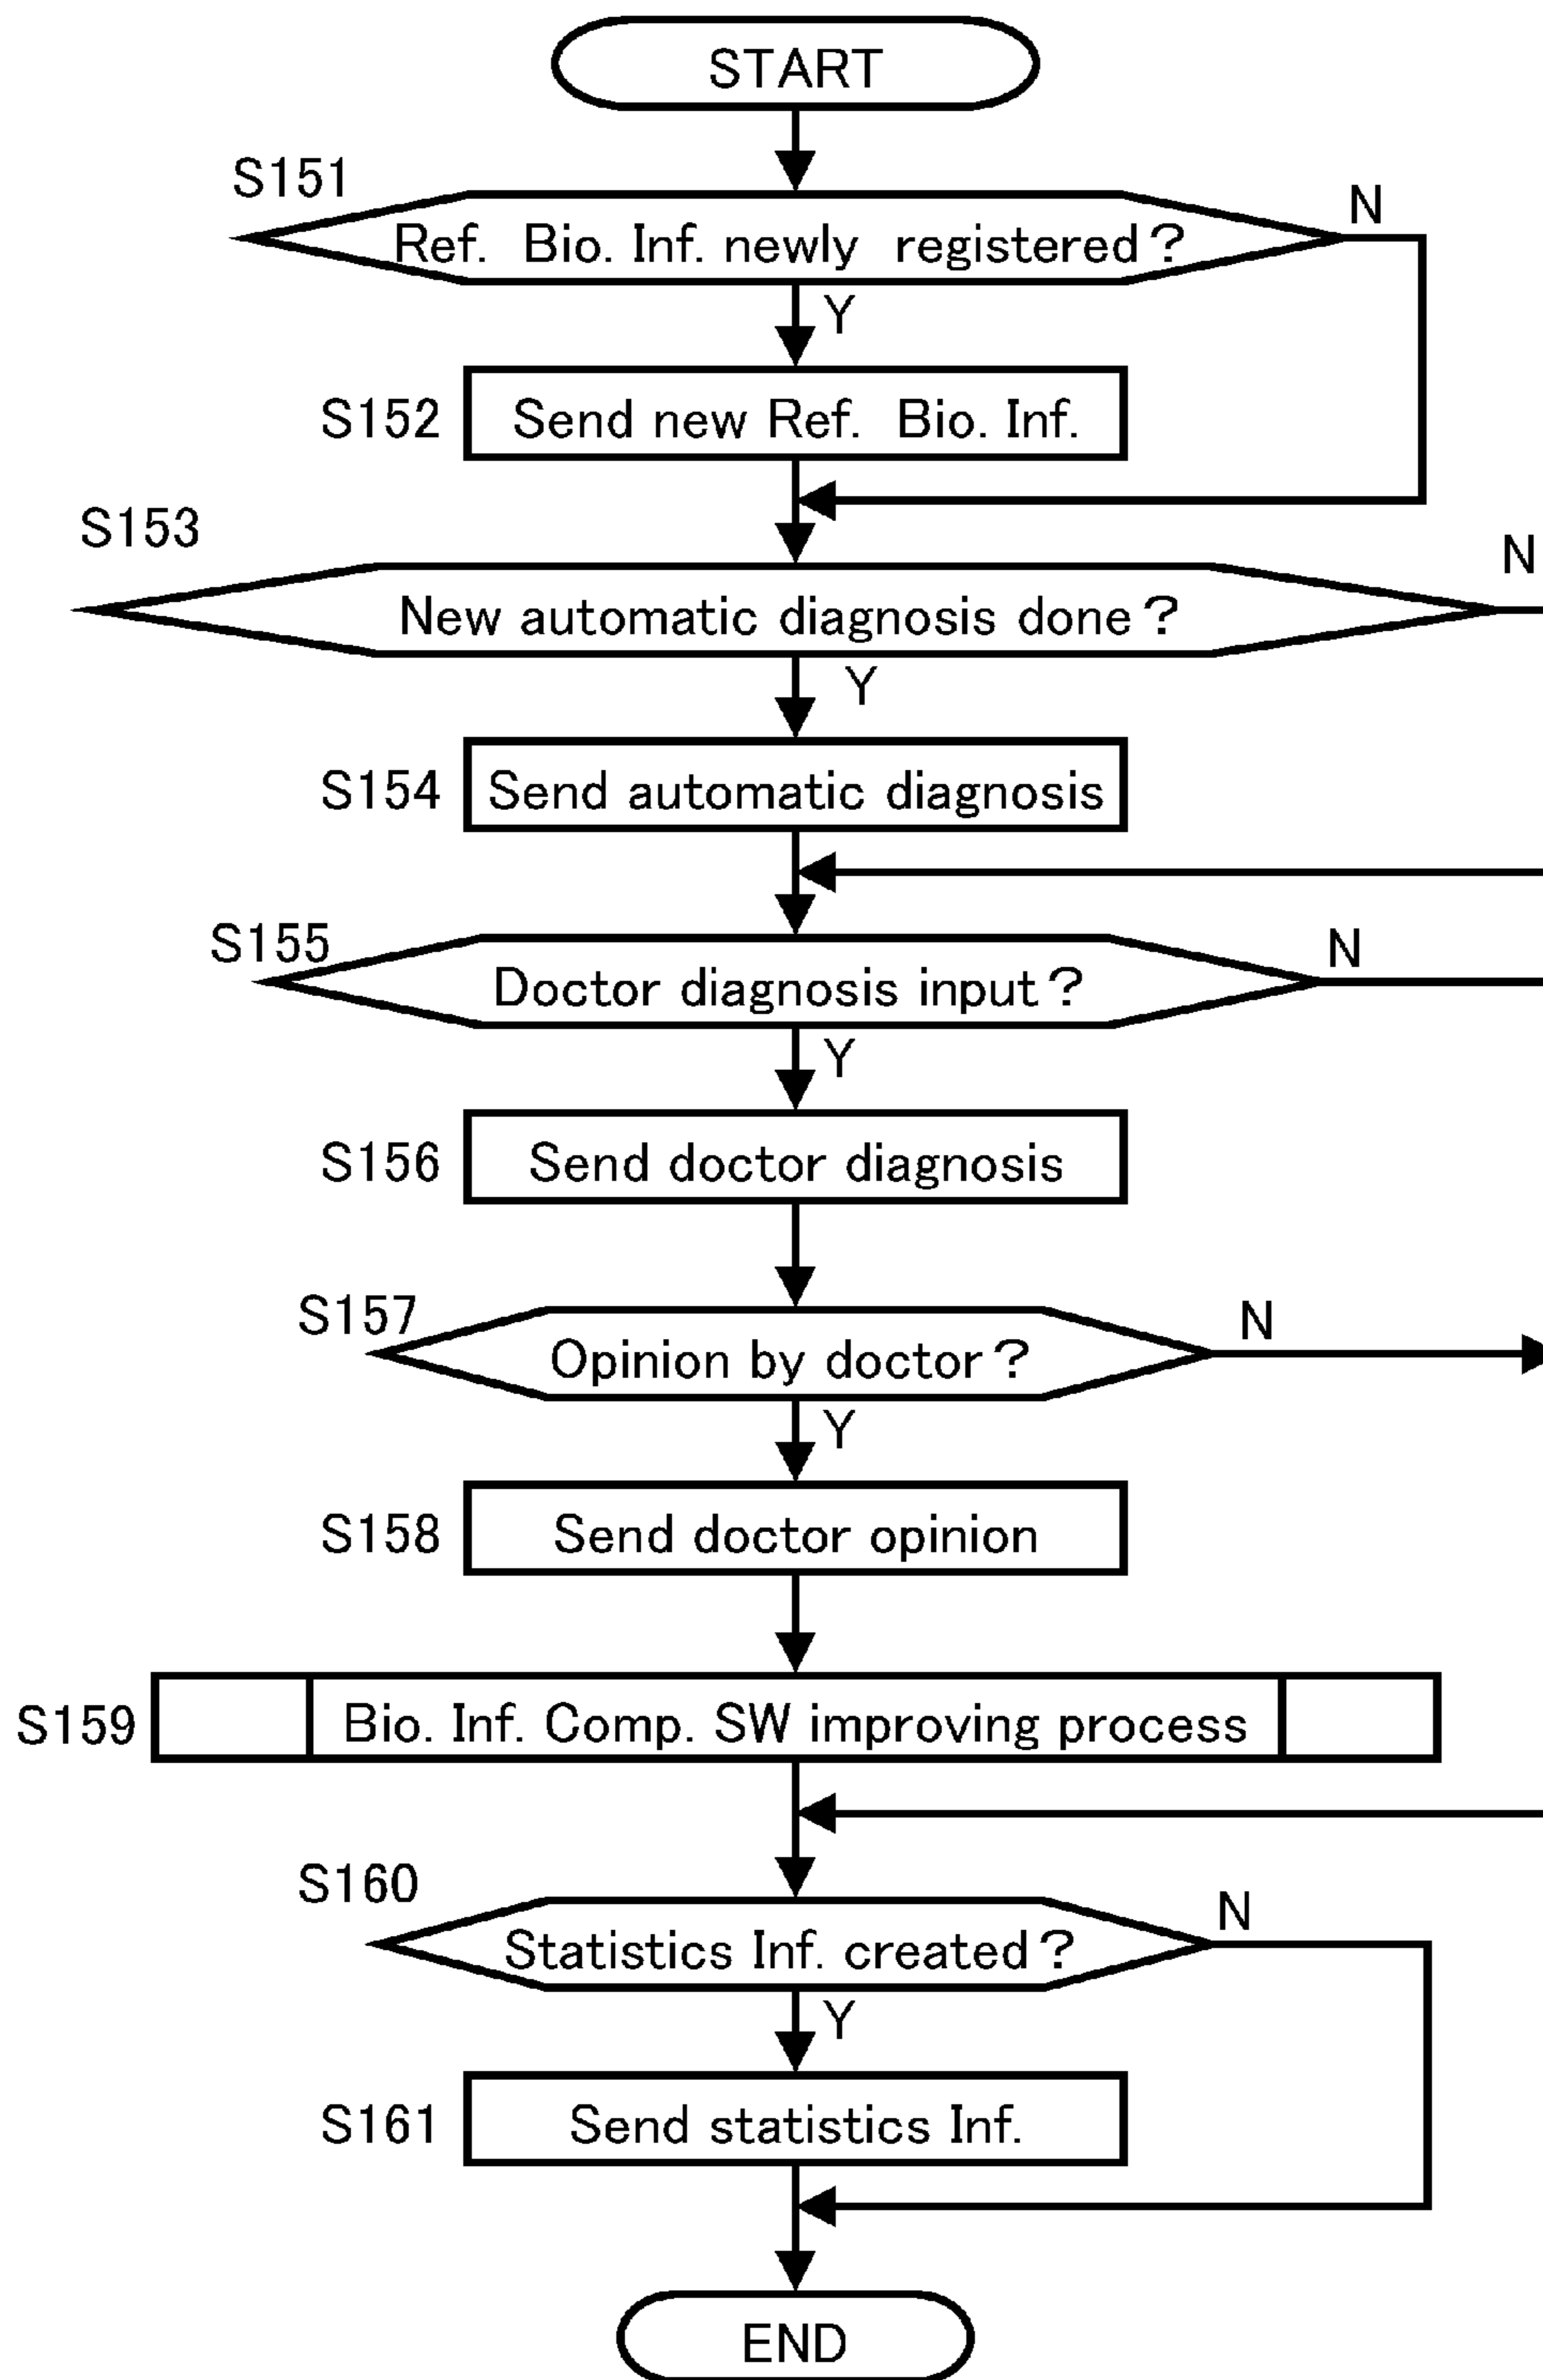 START
S151
N
Ref. Bio. Inf. newly registered?
Y
S152
Send new Ref. Bio. Inf.
S153
N
New automatic diagnosis done?
Y
S154
Send automatic diagnosis
S155
N
Doctor diagnosis input?
Y
S156
Send doctor diagnosis
S157
N
Opinion by doctor?
Y
S158
Send doctor opinion
S159
Bio. Inf. Comp. SW improving process
S160
N
Statistics Inf. created?
Y
S161
Send statistics Inf.
END